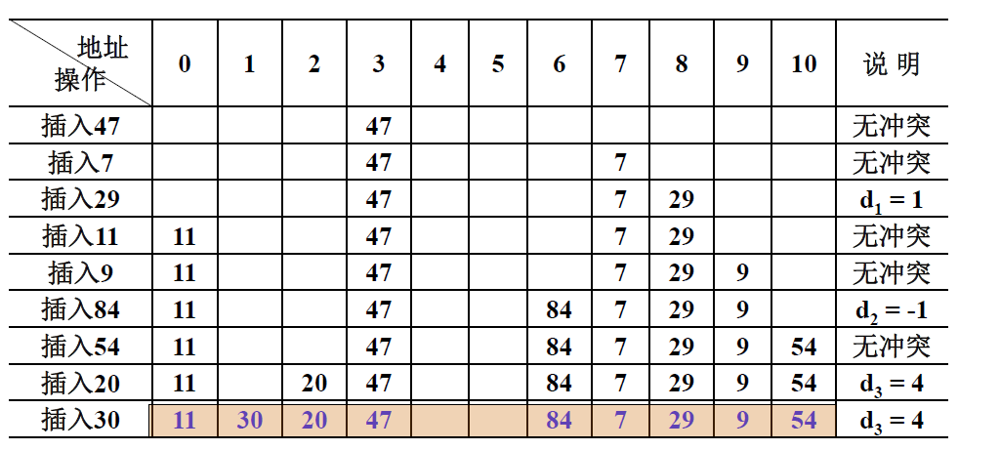 地址
操作 0 1 2 3 4 5 6 7 8 9 10 说 明
插入47 47 无冲突
插入7 47 7 无冲突
插入29 47 7 29 d₁ = 1
插入11 11 47 7 29 无冲突
插入9 11 47 7 29 9 无冲突
插入84 11 47 84 7 29 9 d₂ = -1
插入54 11 47 84 7 29 9 54 无冲突
插入20 11 20 47 84 7 29 9 54 d₃ = 4
插入30 11 30 20 47 84 7 29 9 54 d₃ = 4